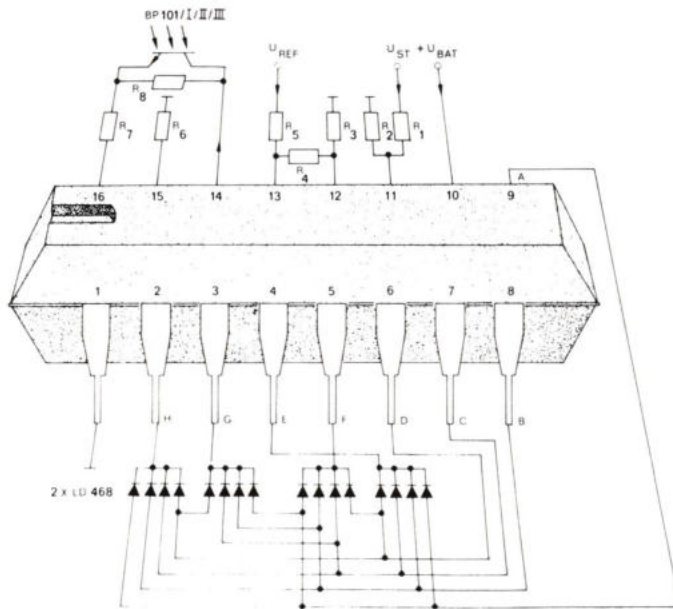 BP 101/I/II/III
U REF
U ST + U BAT
R 8
R 7
R 6
R 5
R 4
R 3
R 2
R 1
A
16 15 14 13 12 11 10 9
1 2 3 4 5 6 7 8
H G E F D C B
2 x LD 468